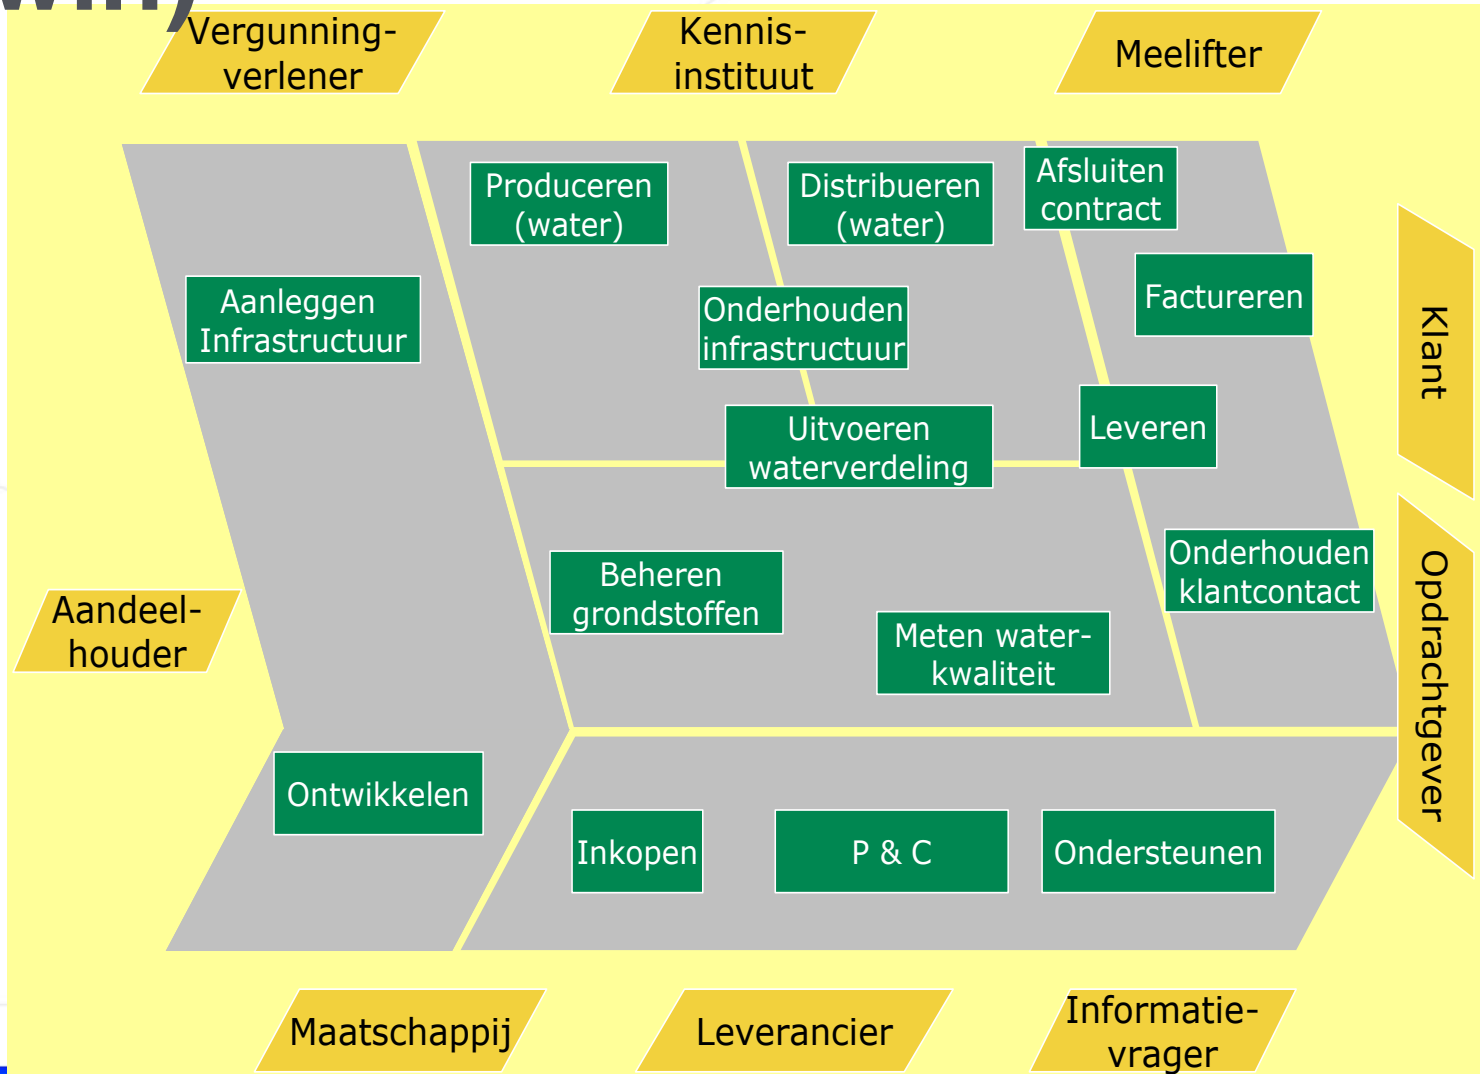 Vergunning-
verlener
Kennis-
instituut
Meelifter
Produceren
(water)
Distribueren
(water)
Afsluiten
contract
Aanleggen
Infrastructuur
Onderhouden
infrastructuur
Factureren
Klant
Uitvoeren
waterverdeling
Leveren
Beheren
grondstoffen
Onderhouden
klantcontact
Meten water-
kwaliteit
Opdrachtgever
Aandeel-
houder
Ontwikkelen
Inkopen
P & C
Ondersteunen
Maatschappij
Leverancier
Informatie-
vrager